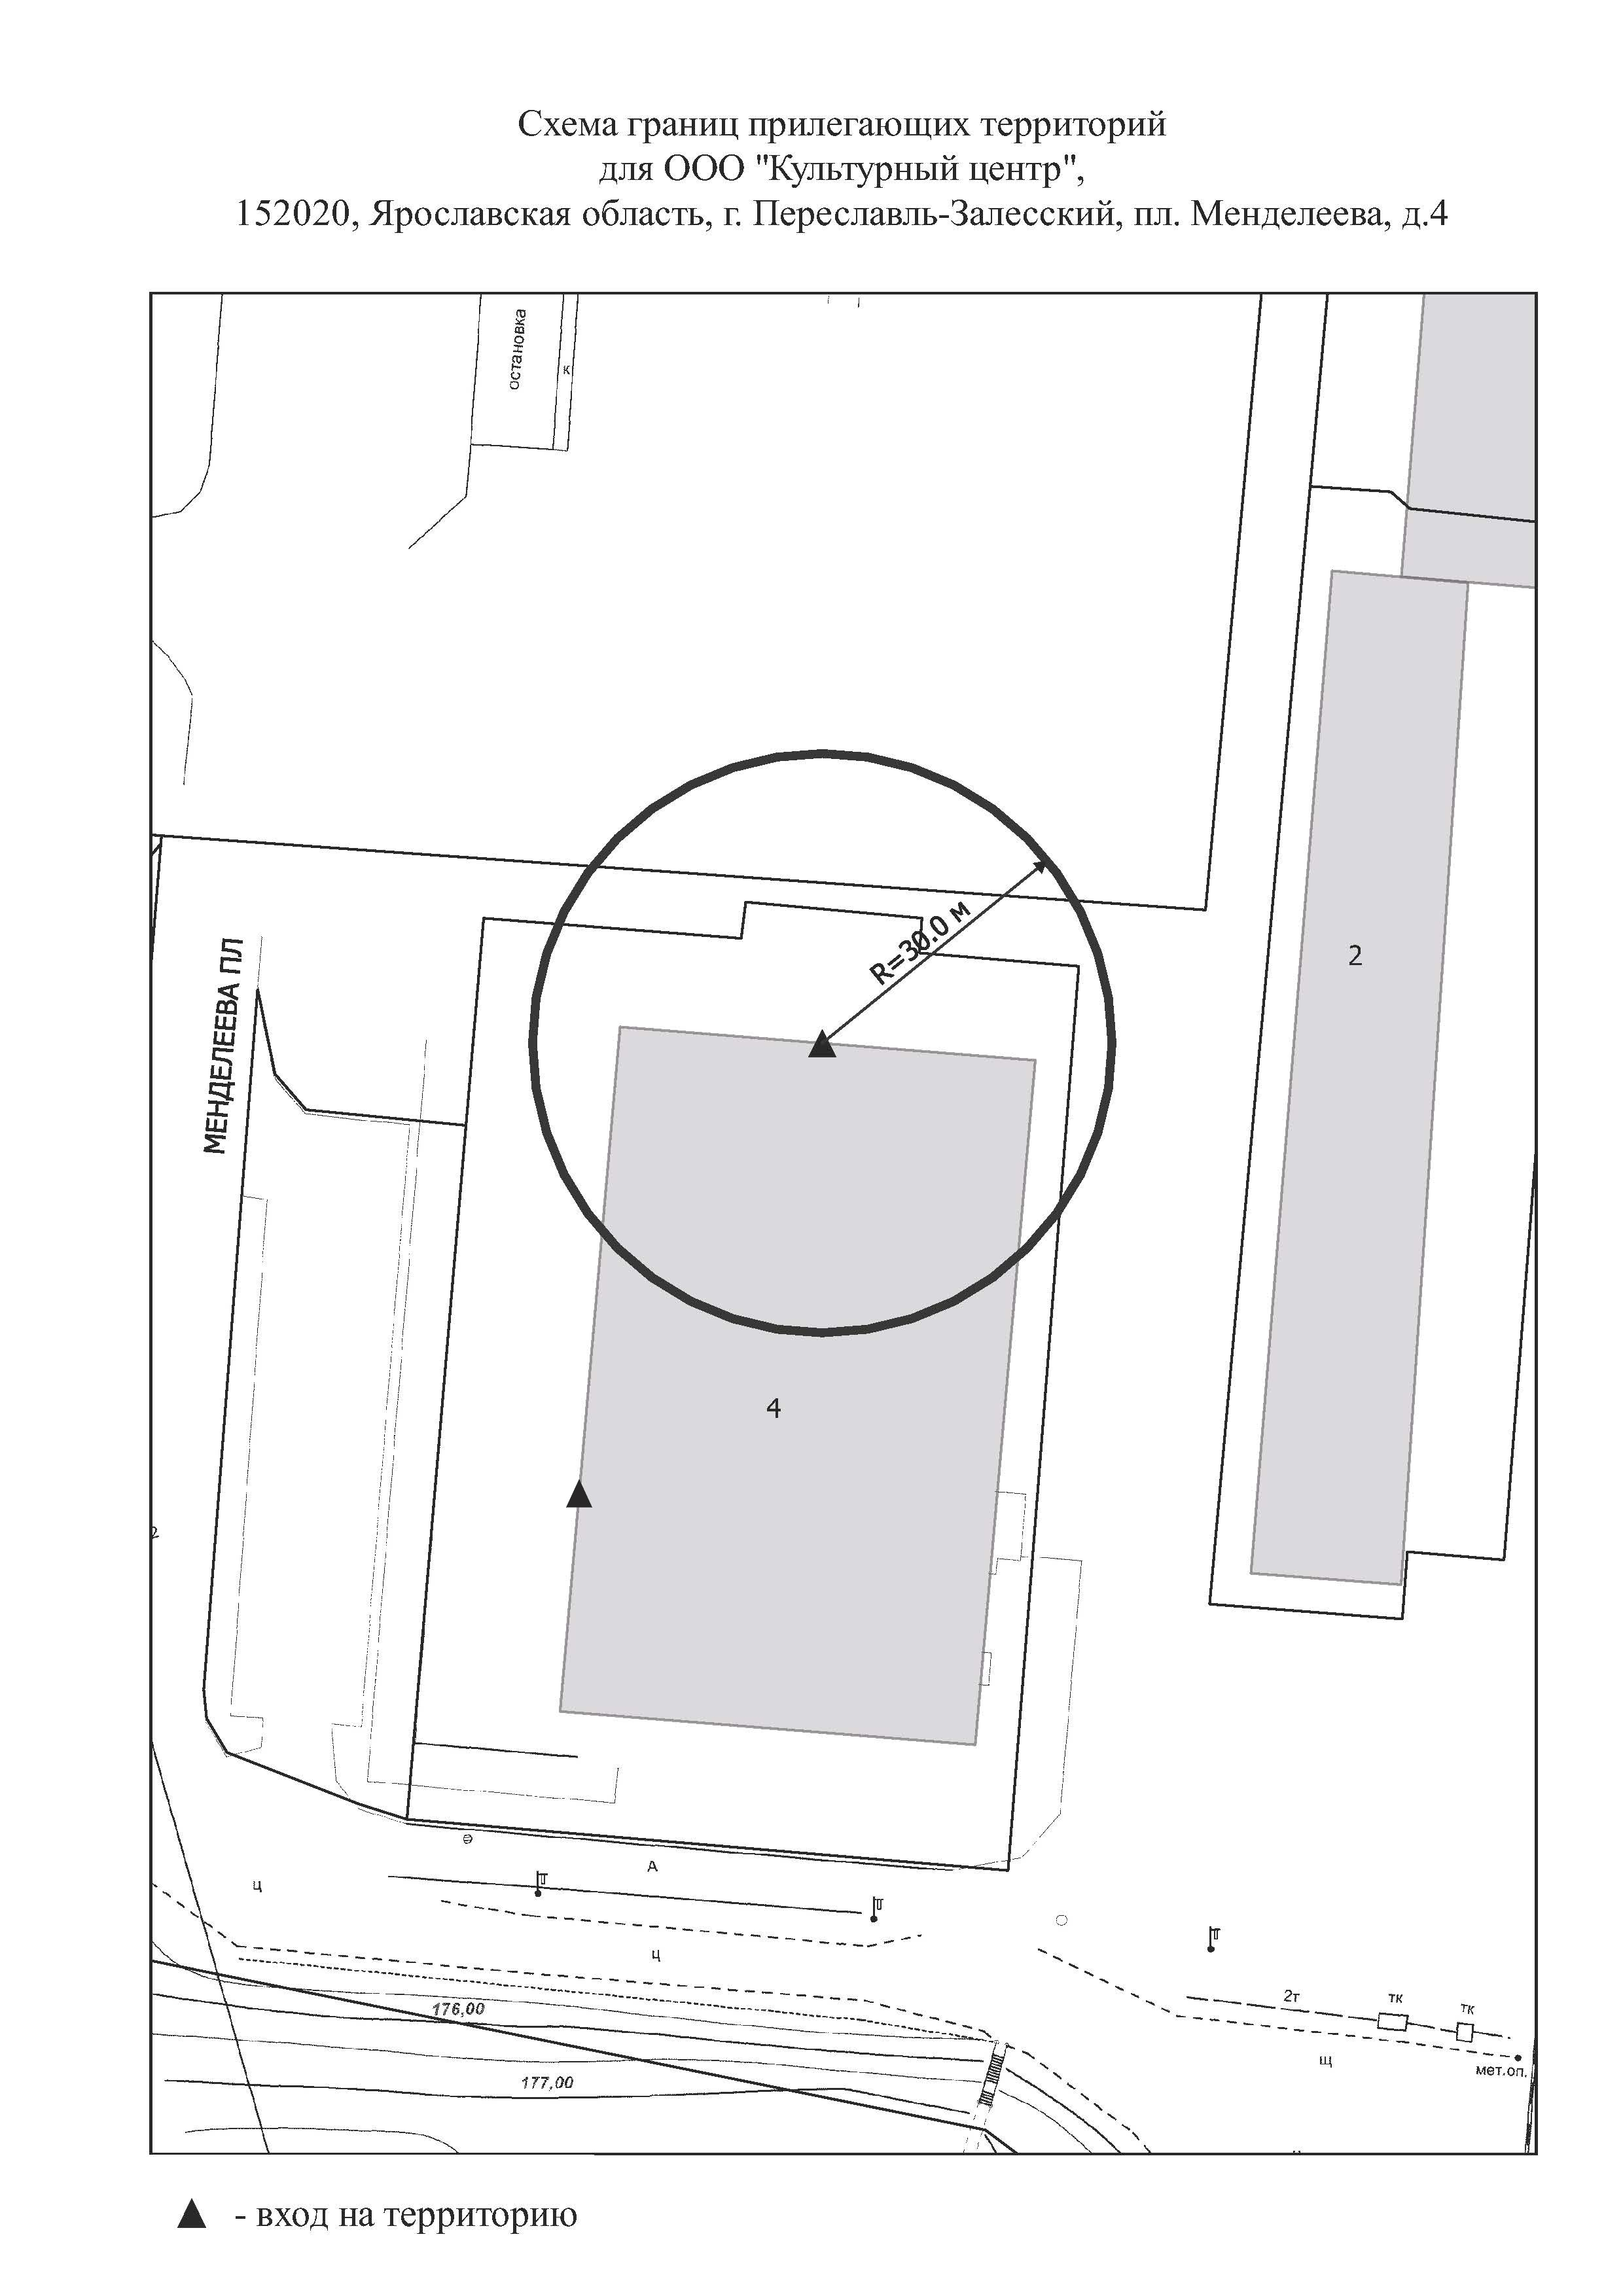 Схема границ прилегающих территорий
для ООО "Культурный центр",
152020, Ярославская область, г. Переславль-Залесский, пл. Менделеева, д.4
остановка
к
R=30.0 м
2
МЕНДЕЛЕЕВА ПЛ
4
2
А
ц
ц
2т
тк
тк
щ
мет.оп.
176,00
177,00
- вход на территорию